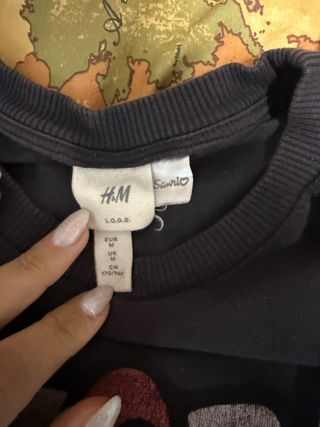 H&M
L.O.G.G.
Sanrio
EUR
M
UK
M
CN
170/96A